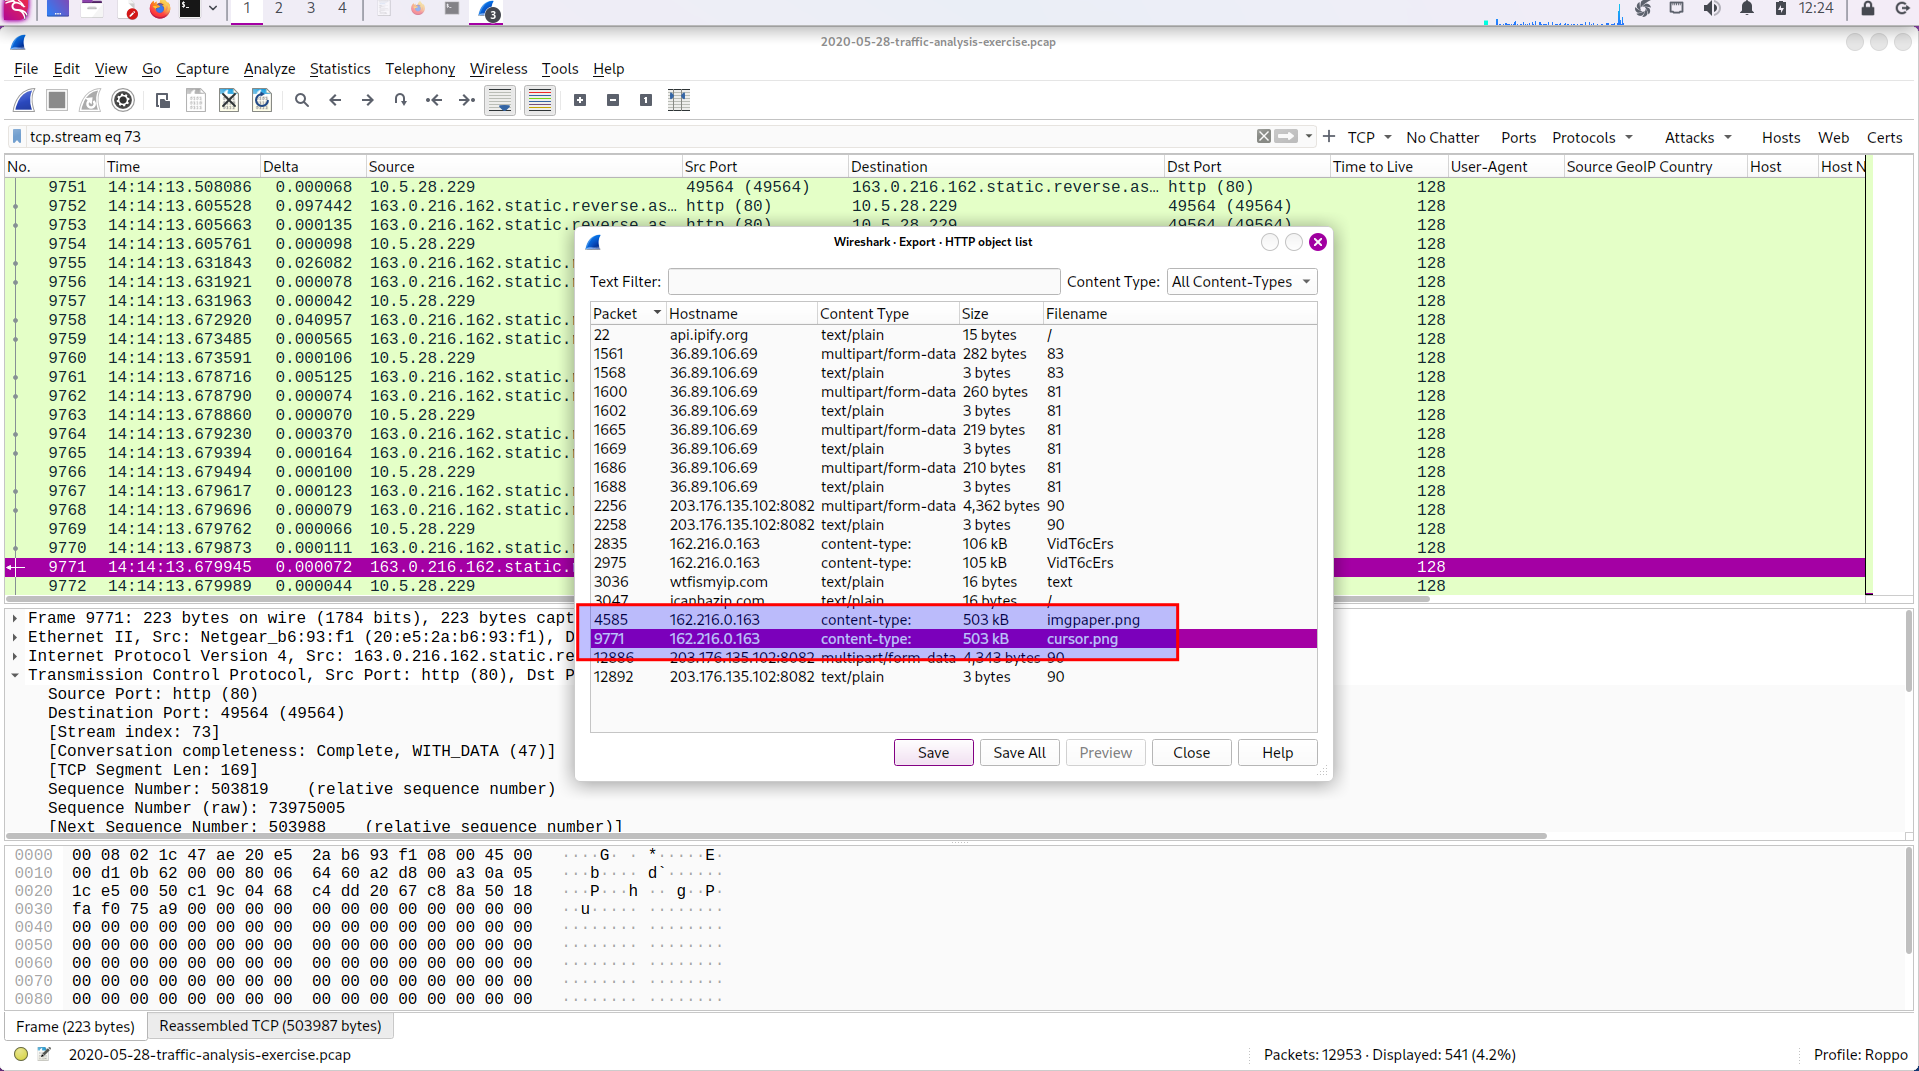 1 2 3 4 3 12:24
2020-05-28-traffic-analysis-exercise.pcap
File Edit View Go Capture Analyze Statistics Telephony Wireless Tools Help
tcp.stream eq 73 TCP No Chatter Ports Protocols Attacks Hosts Web Certs
No. Time Delta Source Src Port Destination Dst Port Time to Live User-Agent Source GeoIP Country Host Host N
9751 14:14:13.508086 0.000068 10.5.28.229 49564 (49564) 163.0.216.162.static.reverse.as… http (80) 128
9752 14:14:13.605528 0.097442 163.0.216.162.static.reverse.as… http (80) 10.5.28.229 49564 (49564) 128
9753 14:14:13.605663 0.000135 163.0.216.162.static.reverse.as… http (80) 10.5.28.229 49564 (49564) 128
9754 14:14:13.605761 0.000098 10.5.28.229 128
9755 14:14:13.631843 0.026082 163.0.216.162.static. 128
9756 14:14:13.631921 0.000078 163.0.216.162.static. 128
9757 14:14:13.631963 0.000042 10.5.28.229 128
9758 14:14:13.672920 0.040957 163.0.216.162.static. 128
9759 14:14:13.673485 0.000565 163.0.216.162.static. 128
9760 14:14:13.673591 0.000106 10.5.28.229 128
9761 14:14:13.678716 0.005125 163.0.216.162.static. 128
9762 14:14:13.678790 0.000074 163.0.216.162.static. 128
9763 14:14:13.678860 0.000070 10.5.28.229 128
9764 14:14:13.679230 0.000370 163.0.216.162.static. 128
9765 14:14:13.679394 0.000164 163.0.216.162.static. 128
9766 14:14:13.679494 0.000100 10.5.28.229 128
9767 14:14:13.679617 0.000123 163.0.216.162.static. 128
9768 14:14:13.679696 0.000079 163.0.216.162.static. 128
9769 14:14:13.679762 0.000066 10.5.28.229 128
9770 14:14:13.679873 0.000111 163.0.216.162.static. 128
9771 14:14:13.679945 0.000072 163.0.216.162.static. 128
9772 14:14:13.679989 0.000044 10.5.28.229 128
Wireshark · Export · HTTP object list
Text Filter: Content Type: All Content-Types
Packet Hostname Content Type Size Filename
22 api.ipify.org text/plain 15 bytes /
1561 36.89.106.69 multipart/form-data 282 bytes 83
1568 36.89.106.69 text/plain 3 bytes 83
1600 36.89.106.69 multipart/form-data 260 bytes 81
1602 36.89.106.69 text/plain 3 bytes 81
1665 36.89.106.69 multipart/form-data 219 bytes 81
1669 36.89.106.69 text/plain 3 bytes 81
1686 36.89.106.69 multipart/form-data 210 bytes 81
1688 36.89.106.69 text/plain 3 bytes 81
2256 203.176.135.102:8082 multipart/form-data 4,362 bytes 90
2258 203.176.135.102:8082 text/plain 3 bytes 90
2835 162.216.0.163 content-type: 106 kB VidT6cErs
2975 162.216.0.163 content-type: 105 kB VidT6cErs
3036 wtfismyip.com text/plain 16 bytes text
3047 icanhazip.com text/plain 16 bytes /
4585 162.216.0.163 content-type: 503 kB imgpaper.png
9771 162.216.0.163 content-type: 503 kB cursor.png
12886 203.176.135.102:8082 multipart/form-data 4,343 bytes 90
12892 203.176.135.102:8082 text/plain 3 bytes 90
Save Save All Preview Close Help
Frame 9771: 223 bytes on wire (1784 bits), 223 bytes capt
Ethernet II, Src: Netgear_b6:93:f1 (20:e5:2a:b6:93:f1), D
Internet Protocol Version 4, Src: 163.0.216.162.static.re
Transmission Control Protocol, Src Port: http (80), Dst P
Source Port: http (80)
Destination Port: 49564 (49564)
[Stream index: 73]
[Conversation completeness: Complete, WITH_DATA (47)]
[TCP Segment Len: 169]
Sequence Number: 503819 (relative sequence number)
Sequence Number (raw): 73975005
[Next Sequence Number: 503988 (relative sequence number)]
0000 00 08 02 1c 47 ae 20 e5 2a b6 93 f1 08 00 45 00 ····G· · *·····E·
0010 00 d1 0b 62 00 00 80 06 64 60 a2 d8 00 a3 0a 05 ···b···· d`······
0020 1c e5 00 50 c1 9c 04 68 c4 dd 20 67 c8 8a 50 18 ···P···h ·· g··P·
0030 fa f0 75 a9 00 00 00 00 00 00 00 00 00 00 00 00 ··u····· ········
0040 00 00 00 00 00 00 00 00 00 00 00 00 00 00 00 00 ········ ········
0050 00 00 00 00 00 00 00 00 00 00 00 00 00 00 00 00 ········ ········
0060 00 00 00 00 00 00 00 00 00 00 00 00 00 00 00 00 ········ ········
0070 00 00 00 00 00 00 00 00 00 00 00 00 00 00 00 00 ········ ········
0080 00 00 00 00 00 00 00 00 00 00 00 00 00 00 00 00 ········ ········
Frame (223 bytes) Reassembled TCP (503987 bytes)
2020-05-28-traffic-analysis-exercise.pcap Packets: 12953 · Displayed: 541 (4.2%) Profile: Roppo